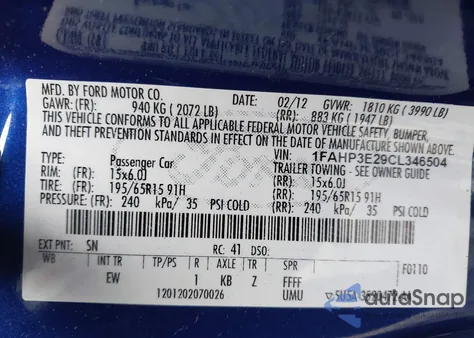 MFD. BY FORD MOTOR CO.
DATE: 02/12 GVWR: 1810 KG ( 3990 LB)
GAWR: (FR): 940 KG ( 2072 LB) (RR): 883 KG ( 1947 LB)
THIS VEHICLE CONFORMS TO ALL APPLICABLE FEDERAL MOTOR VEHICLE SAFETY, BUMPER,
AND THEFT PREVENTION STANDARDS IN EFFECT ON THE DATE OF MANUFACTURE
SHOWN ABOVE. VIN: 1FAHP3E29CL346504
TYPE: Passenger Car TRAILER TOWING - SEE OWNER GUIDE
RIM: (FR): 15x6.0J (RR): 15x6.0J
TIRE: (FR): 195/65R15 91H (RR): 195/65R15 91H
PRESSURE: (FR): 240 kPa/ 35 PSI COLD (RR): 240 kPa/ 35 PSI COLD
EXT PNT: SN RC: 41 DSO:
WB INT TR TP/PS R AXLE TR SPR F0110
EW 1 KB Z FFFF
1201202070026 UMU
autoSnap